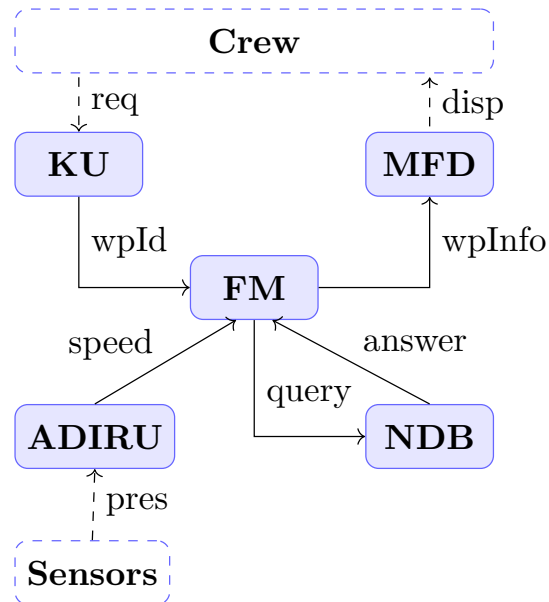 Crew
req
disp
KU
MFD
wpId
wpInfo
FM
speed
answer
query
ADIRU
NDB
pres
Sensors